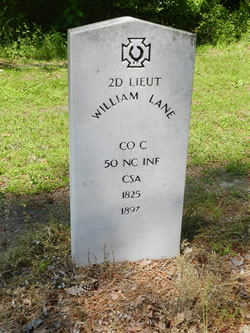 2D LIEUT
WILLIAM LANE
CO C
50 NC INF
CSA
1825
1897